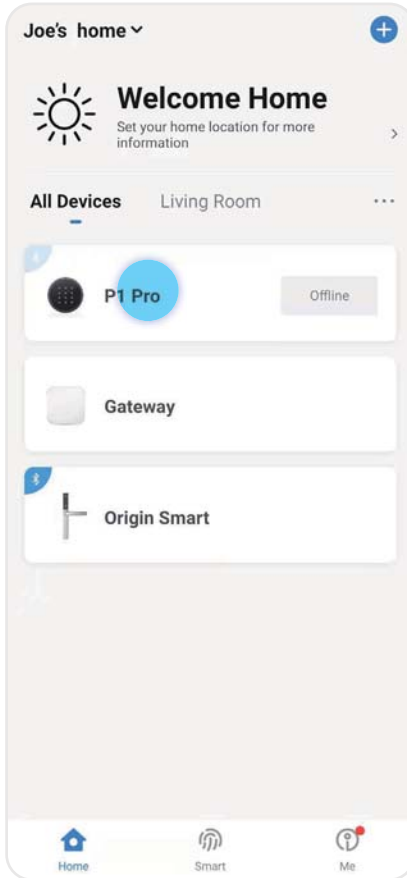 Joe's home
Welcome Home
Set your home location for more
information
All Devices Living Room
P1 Pro Offline
Gateway
Origin Smart
Home Smart Me